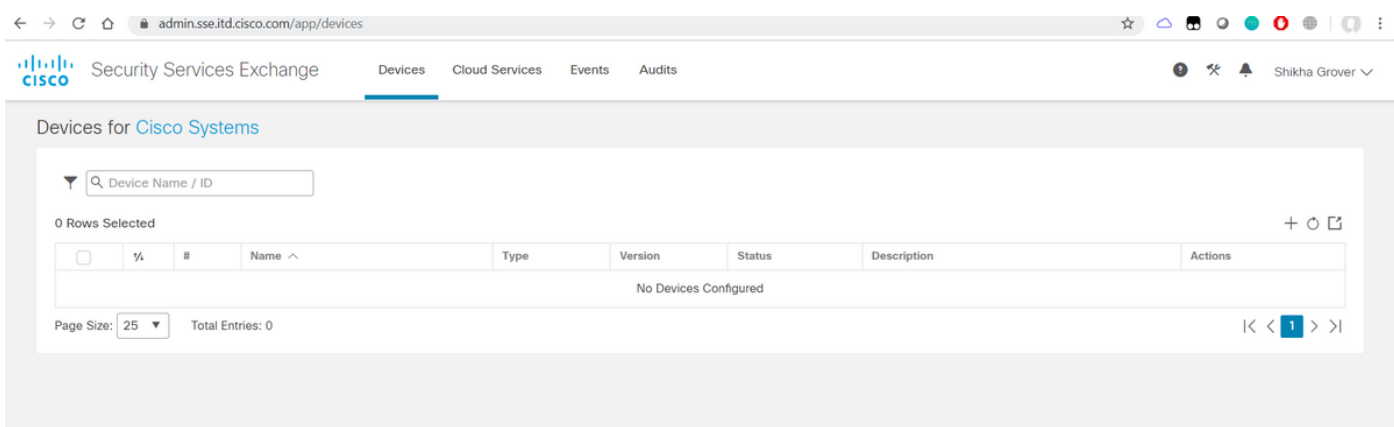 admin.sse.itd.cisco.com/app/devices
CISCO Security Services Exchange Devices Cloud Services Events Audits Shikha Grover
Devices for Cisco Systems
Device Name / ID
0 Rows Selected
# Name Type Version Status Description Actions
No Devices Configured
Page Size: 25 Total Entries: 0 1